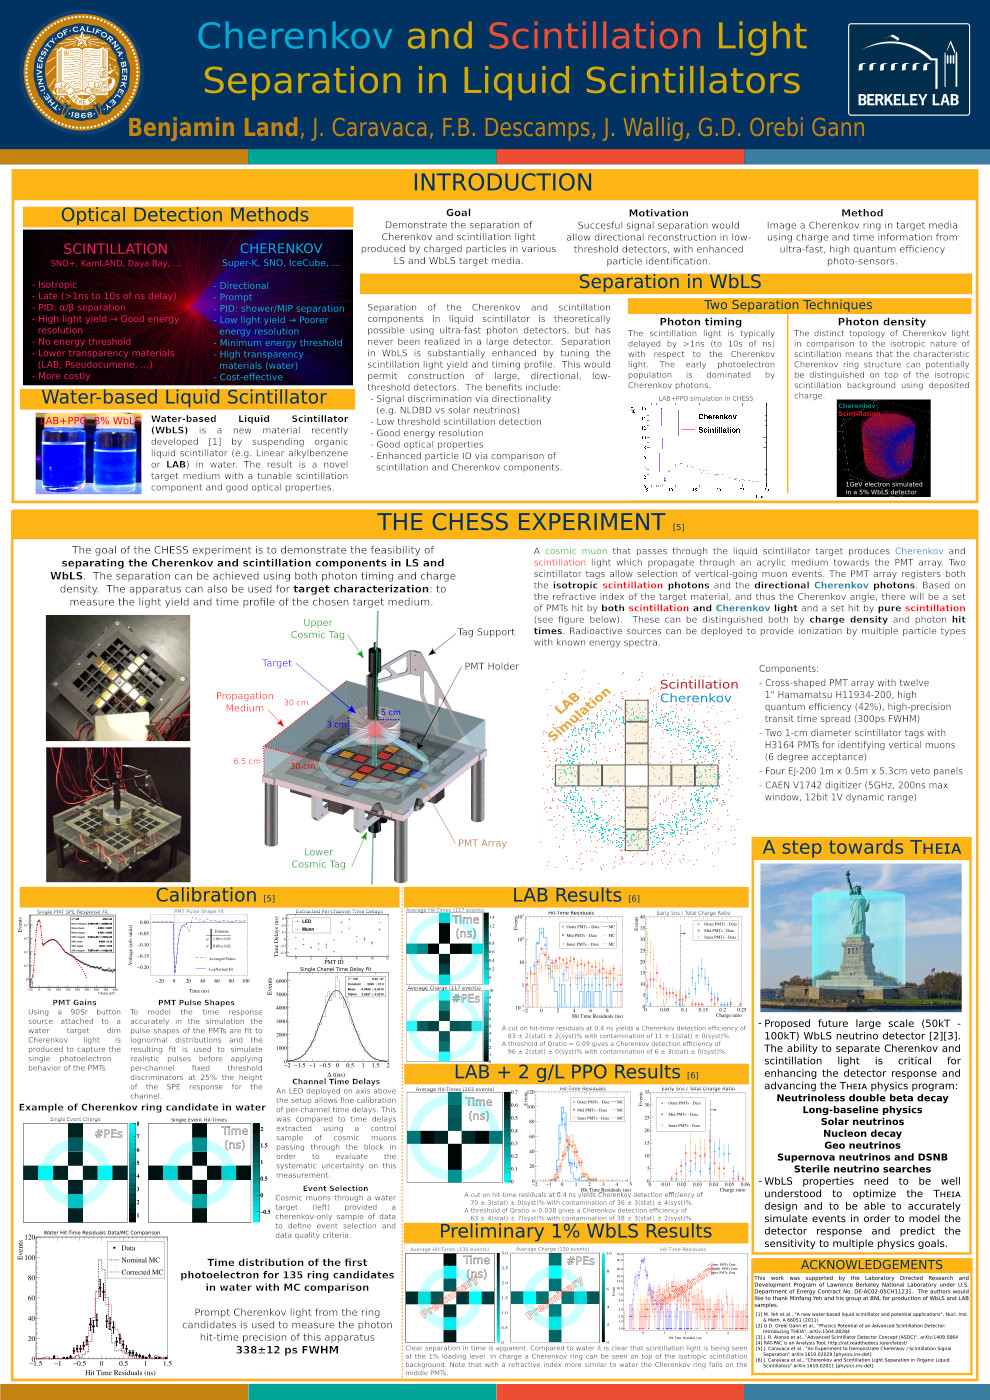 Cherenkov and Scintillation Light
Separation in Liquid Scintillators
Benjamin Land, J. Caravaca, F.B. Descamps, J. Wallig, G.D. Orebi Gann
BERKELEY LAB
INTRODUCTION
Optical Detection Methods
SCINTILLATION
SNO+, KamLAND, Daya Bay, ...
- Isotropic
- Late (>1ns to 10s of ns delay)
- PID: α/β separation
- High light yield → Good energy
resolution
- No energy threshold
- Lower transparency materials
(LAB, Pseudocumene, ...)
- More costly
CHERENKOV
Super-K, SNO, IceCube, ...
- Directional
- Prompt
- PID: shower/MIP separation
- Low light yield → Poorer
energy resolution
- Minimum energy threshold
- High transparency
materials (water)
- Cost-effective
Water-based Liquid Scintillator
LAB+PPO 3% WbLS
Water-based Liquid Scintillator
(WbLS) is a new material recently
developed [1] by suspending organic
liquid scintillator (e.g. Linear alkylbenzene
or LAB) in water. The result is a novel
target medium with a tunable scintillation
component and good optical properties.
Goal
Demonstrate the separation of
Cherenkov and scintillation light
produced by charged particles in various
LS and WbLS target media.
Motivation
Succesful signal separation would
allow directional reconstruction in low-
threshold detectors, with enhanced
particle identification.
Method
Image a Cherenkov ring in target media
using charge and time information from
ultra-fast, high quantum efficiency
photo-sensors.
Separation in WbLS
Separation of the Cherenkov and scintillation
components in liquid scintillator is theoretically
possible using ultra-fast photon detectors, but has
never been realized in a large detector. Separation
in WbLS is substantially enhanced by tuning the
scintillation light yield and timing profile. This would
permit construction of large, directional, low-
threshold detectors. The benefits include:
- Signal discrimination via directionality
(e.g. NLDBD vs solar neutrinos)
- Low threshold scintillation detection
- Good energy resolution
- Good optical properties
- Enhanced particle ID via comparison of
scintillation and Cherenkov components.
Two Separation Techniques
Photon timing
The scintillation light is typically
delayed by >1ns (to 10s of ns)
with respect to the Cherenkov
light. The early photoelectron
population is dominated by
Cherenkov photons.
LAB+PPO simulation in CHESS
Cherenkov
Scintillation
Photon density
The distinct topology of Cherenkov light
in comparison to the isotropic nature of
scintillation means that the characteristic
Cherenkov ring structure can potentially
be distinguished on top of the isotropic
scintillation background using deposited
charge.
Cherenkov
Scintillation
1GeV electron simulated
in a 5% WbLS detector
THE CHESS EXPERIMENT [5]
The goal of the CHESS experiment is to demonstrate the feasibility of
separating the Cherenkov and scintillation components in LS and
WbLS. The separation can be achieved using both photon timing and charge
density. The apparatus can also be used for target characterization: to
measure the light yield and time profile of the chosen target medium.
Upper
Cosmic Tag
Tag Support
Target
PMT Holder
Propagation
Medium
30 cm
5 cm
3 cm
6.5 cm
30 cm
PMT Array
Lower
Cosmic Tag
A cosmic muon that passes through the liquid scintillator target produces Cherenkov and
scintillation light which propagate through an acrylic medium towards the PMT array. Two
scintillator tags allow selection of vertical-going muon events. The PMT array registers both
the isotropic scintillation photons and the directional Cherenkov photons. Based on
the refractive index of the target material, and thus the Cherenkov angle, there will be a set
of PMTs hit by both scintillation and Cherenkov light and a set hit by pure scintillation
(see figure below). These can be distinguished both by charge density and photon hit
times. Radioactive sources can be deployed to provide ionization by multiple particle types
with known energy spectra.
LAB
Simulation
Scintillation
Cherenkov
Components:
- Cross-shaped PMT array with twelve
1" Hamamatsu H11934-200, high
quantum efficiency (42%), high-precision
transit time spread (300ps FWHM)
- Two 1-cm diameter scintillator tags with
H3164 PMTs for identifying vertical muons
(6 degree acceptance)
- Four EJ-200 1m x 0.5m x 5.3cm veto panels
- CAEN V1742 digitizer (5GHz, 200ns max
window, 12bit 1V dynamic range)
Calibration [5]
Single PMT SPE Response Fit
PMT Pulse Shape Fit
Extracted Per-channel Time Delays
PMT Gains
Using a 90Sr button
source attached to a
water target dim
Cherenkov light is
produced to capture the
single photoelectron
behavior of the PMTs
PMT Pulse Shapes
To model the time response
accurately in the simulation the
pulse shapes of the PMTs are fit to
lognormal distributions and the
resulting fit is used to simulate
realistic pulses before applying
per-channel fixed threshold
discriminators at 25% the height
of the SPE response for the
channel.
Single Chanel Time Delay Fit
Channel Time Delays
An LED deployed on axis above
the setup allows fine calibration
of per-channel time delays. This
was compared to time delays
extracted using a control
sample of cosmic muons
passing through the block in
order to evaluate the
systematic uncertainty on this
measurement.
Event Selection
Cosmic muons through a water
target (left) provided a
cherenkov-only sample of data
to define event selection and
data quality criteria.
Example of Cherenkov ring candidate in water
Single Event Charge
#PEs
Single Event Hit-Times
Time
(ns)
Water Hit-Time Residuals Data/MC Comparison
Data
Nominal MC
Corrected MC
Hit Time Residuals (ns)
Time distribution of the first
photoelectron for 135 ring candidates
in water with MC comparison
Prompt Cherenkov light from the ring
candidates is used to measure the photon
hit-time precision of this apparatus
338±12 ps FWHM
LAB Results [6]
Average Hit-Times (117 events)
Time
(ns)
Average Charge (117 events)
#PEs
Hit-Time Residuals
Early 5ns / Total Charge Ratio
A cut on hit-time residuals at 0.4 ns yields a Cherenkov detection efficiency of
83 ± 2(stat) ± 2(syst)% with contamination of 11 ± 1(stat) ± 0(syst)%.
A threshold of Qratio = 0.09 gives a Cherenkov detection efficiency of
96 ± 2(stat) ± 0(syst)% with contamination of 6 ± 3(stat) ± 0(syst)%.
LAB + 2 g/L PPO Results [6]
Average Hit-Times (103 events)
Time
(ns)
Hit-Time Residuals
Early 5ns / Total Charge Ratio
A cut on hit-time residuals at 0.4 ns yields Cherenkov detection efficiency of
70 ± 3(stat) ± 0(syst)% with contamination of 36 ± 3(stat) ± 4(syst)%.
A threshold of Qratio = 0.038 gives a Cherenkov detection efficiency of
63 ± 4(stat) ± 7(syst)% with contamination of 38 ± 3(stat) ± 2(syst)%.
Preliminary 1% WbLS Results
Average Hit-Times (130 events)
Time
(ns)
Average Charge (130 events)
#PEs
Hit Time Residuals
Clear separation in time is apparent. Compared to water it is clear that scintillation light is being seen
at the 1% loading level. In charge a Cherenkov ring can be seen on top of the isotropic scintillation
background. Note that with a refractive index more similar to water the Cherenkov ring falls on the
middle PMTs.
A step towards THEIA
- Proposed future large scale (50kT -
100kT) WbLS neutrino detector [2][3].
The ability to separate Cherenkov and
scintillation light is critical for
enhancing the detector response and
advancing the THEIA physics program:
Neutrinoless double beta decay
Long-baseline physics
Solar neutrinos
Nucleon decay
Geo neutrinos
Supernova neutrinos and DSNB
Sterile neutrino searches
- WbLS properties need to be well
understood to optimize the THEIA
design and to be able to accurately
simulate events in order to model the
detector response and predict the
sensitivity to multiple physics goals.
ACKNOWLEDGEMENTS
This work was supported by the Laboratory Directed Research and
Development Program of Lawrence Berkeley National Laboratory under U.S.
Department of Energy Contract No. DE-AC02-05CH11231. The authors would
like to thank Minfang Yeh and his group at BNL for production of WbLS and LAB
samples.
[1] M. Yeh et al., "A new water-based liquid scintillator and potential applications", Nucl. Inst.
& Meth. A 66051 (2011)
[2] G.D. Orebi Gann et al., "Physics Potential of an Advanced Scintillation Detector
Introducing THEIA", arXiv:1504.08284
[3] J. R. Alonso et al., "Advanced Scintillator Detector Concept (ASDC)", arXiv:1409.5864
[4] RAT-PAC is an Analysis Tool, http://rat.readthedocs.io/en/latest/
[5] J. Caravaca et al., "An Experiment to Demonstrate Cherenkov / Scintillation Signal
Separation" arXiv:1610.02029 [physics.ins-det]
[6] J. Caravaca et al., "Cherenkov and Scintillation Light Separation in Organic Liquid
Scintillators" arXiv:1610.02011 [physics.ins-det]